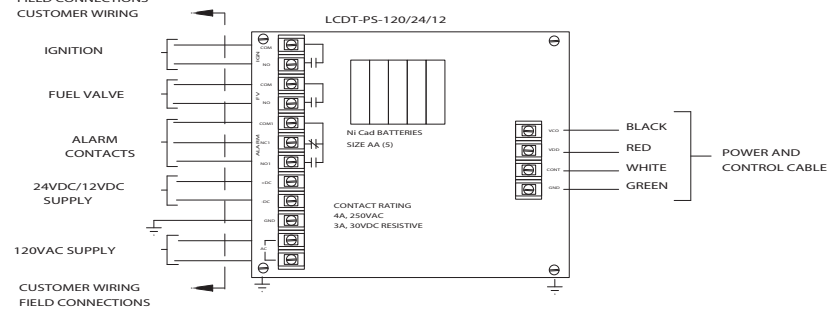 FIELD CONNECTIONS
CUSTOMER WIRING
LCDT-PS-120/24/12
IGNITION
FUEL VALVE
ALARM
CONTACTS
24VDC/12VDC
SUPPLY
120VAC SUPPLY
CUSTOMER WIRING
FIELD CONNECTIONS
IGN
COM
NO
FV
COM
NO
ALARM
COM1
NC1
NO1
+DC
-DC
GND
AC
Ni Cad BATTERIES
SIZE AA (5)
CONTACT RATING
4A, 250VAC
3A, 30VDC RESISTIVE
VCO
VDD
CONT
GND
BLACK
RED
WHITE
GREEN
POWER AND
CONTROL CABLE